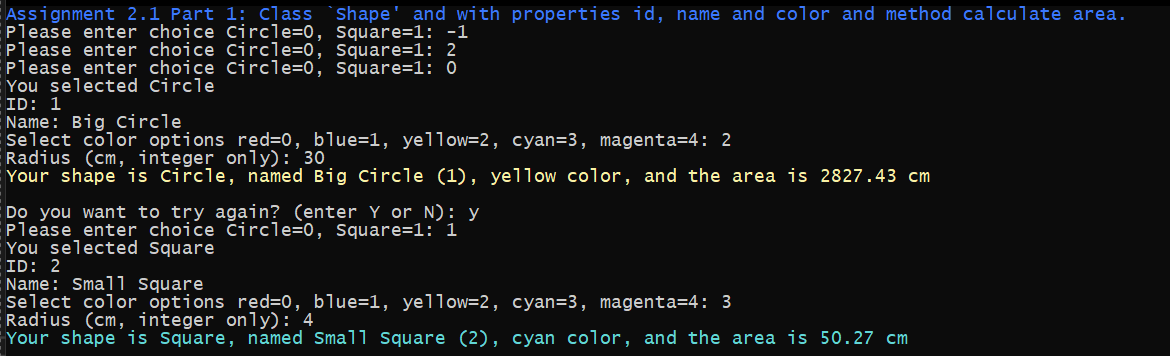 Assignment 2.1 Part 1: Class `Shape' and with properties id, name and color and method calculate area.
Please enter choice Circle=0, Square=1: -1
Please enter choice Circle=0, Square=1: 2
Please enter choice Circle=0, Square=1: 0
You selected Circle
ID: 1
Name: Big Circle
Select color options red=0, blue=1, yellow=2, cyan=3, magenta=4: 2
Radius (cm, integer only): 30
Your shape is Circle, named Big Circle (1), yellow color, and the area is 2827.43 cm
Do you want to try again? (enter Y or N): y
Please enter choice Circle=0, Square=1: 1
You selected Square
ID: 2
Name: Small Square
Select color options red=0, blue=1, yellow=2, cyan=3, magenta=4: 3
Radius (cm, integer only): 4
Your shape is Square, named Small Square (2), cyan color, and the area is 50.27 cm